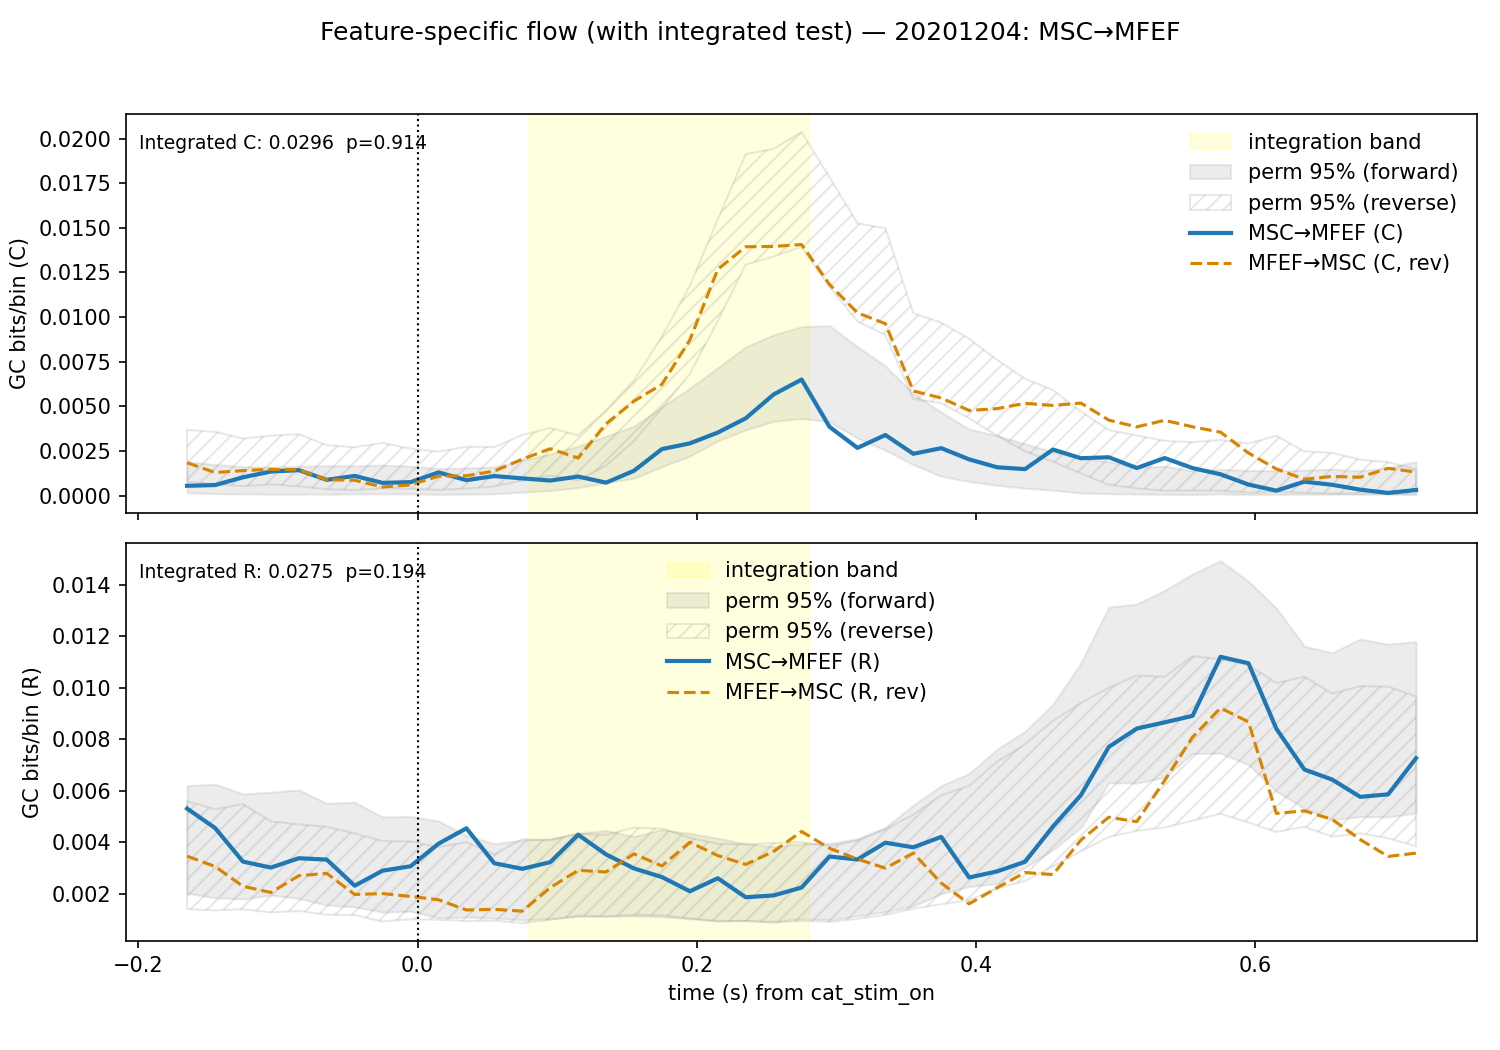 Feature-specific flow (with integrated test) — 20201204: MSC→MFEF
Integrated C: 0.0296  p=0.914
integration band
perm 95% (forward)
perm 95% (reverse)
MSC→MFEF (C)
MFEF→MSC (C, rev)
GC bits/bin (C)
0.0200
0.0175
0.0150
0.0125
0.0100
0.0075
0.0050
0.0025
0.0000
Integrated R: 0.0275  p=0.194
integration band
perm 95% (forward)
perm 95% (reverse)
MSC→MFEF (R)
MFEF→MSC (R, rev)
GC bits/bin (R)
0.014
0.012
0.010
0.008
0.006
0.004
0.002
−0.2 0.0 0.2 0.4 0.6
time (s) from cat_stim_on